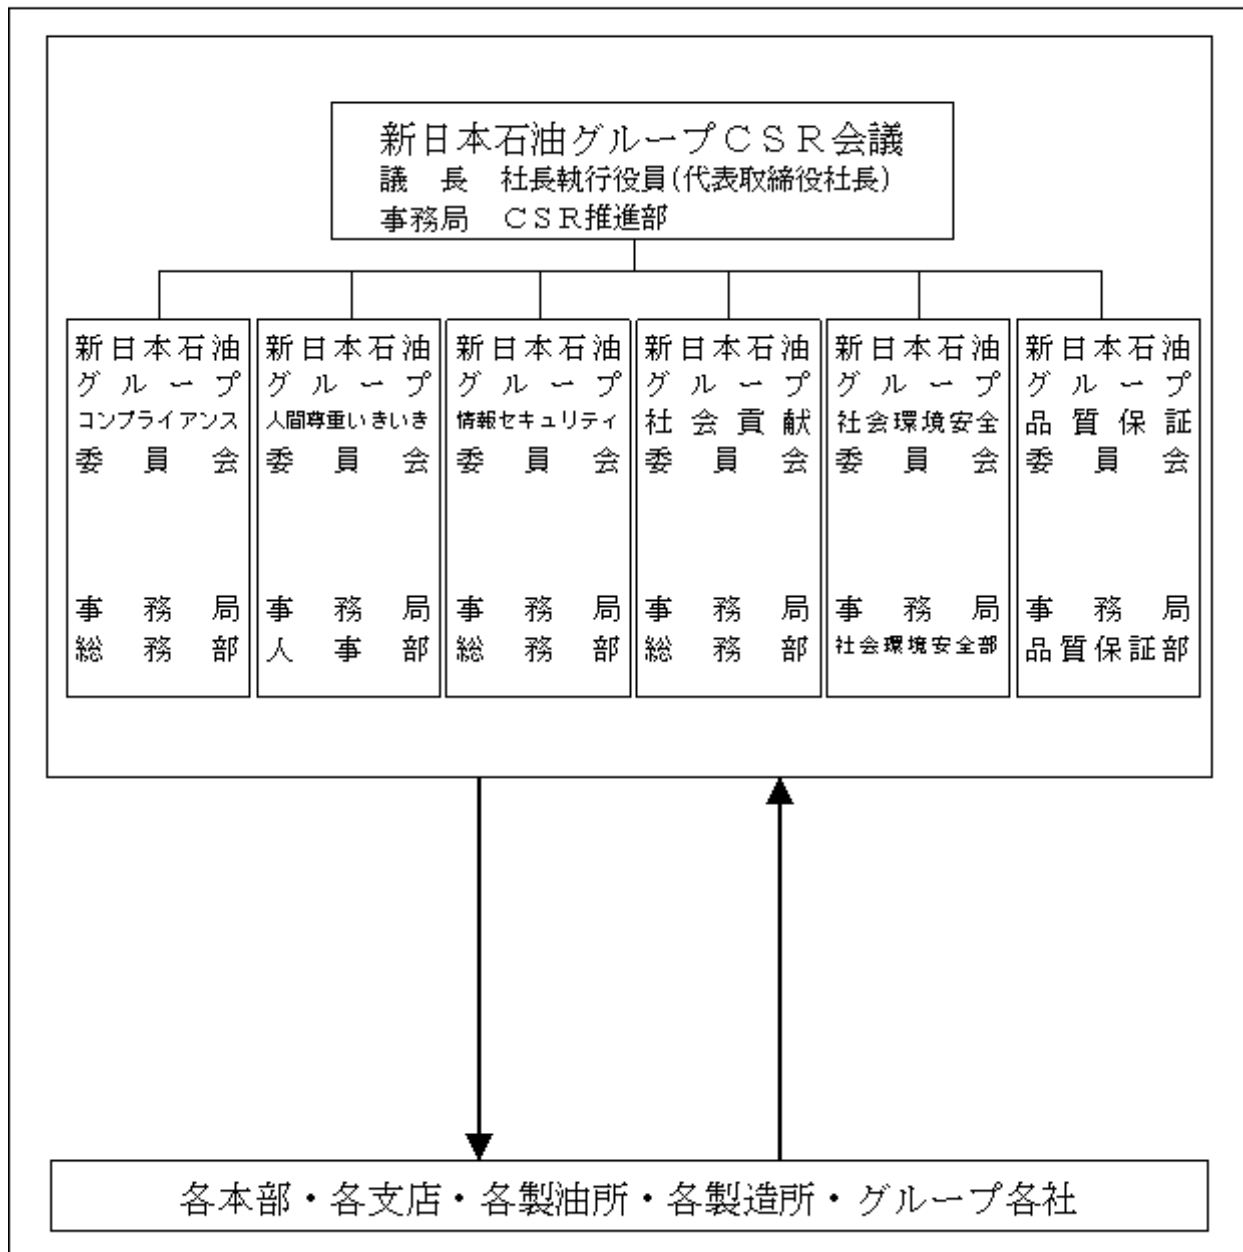 新日本石油グループCSR会議
議長 社長執行役員(代表取締役社長)
事務局 CSR推進部
新日本石油
グループ
コンプライアンス
委員会
事務局
総務部
新日本石油
グループ
人間尊重いきいき
委員会
事務局
人事部
新日本石油
グループ
情報セキュリティ
委員会
事務局
総務部
新日本石油
グループ
社会貢献
委員会
事務局
総務部
新日本石油
グループ
社会環境安全
委員会
事務局
社会環境安全部
新日本石油
グループ
品質保証
委員会
事務局
品質保証部
各本部・各支店・各製油所・各製造所・グループ各社